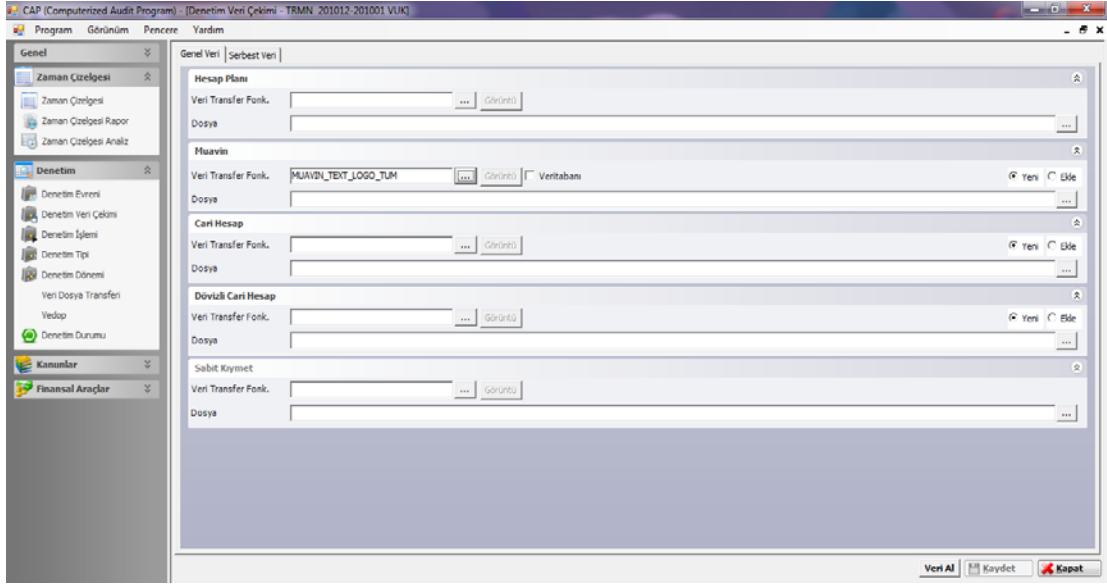 CAP (Computerized Audit Program) - [Denetim Veri Çekimi - TRMN 201012-201001 VUK]
Program Görünüm Pencere Yardım
Genel
Zaman Çizelgesi
Zaman Çizelgesi
Zaman Çizelgesi Rapor
Zaman Çizelgesi Analiz
Denetim
Denetim Evreni
Denetim Veri Çekimi
Denetim İşlemi
Denetim Tipi
Denetim Dönemi
Veri Dosya Transferi
Vedop
Denetim Durumu
Kanunlar
Finansal Araçlar
Genel Veri Serbest Veri
Hesap Planı
Veri Transfer Fonk. ... Görüntü
Dosya ...
Muavin
Veri Transfer Fonk. MUAVIN_TEXT_LOGO_TUM ... Görüntü Veritabanı Yeni Ekle
Dosya ...
Cari Hesap
Veri Transfer Fonk. ... Görüntü Yeni Ekle
Dosya ...
Dövizli Cari Hesap
Veri Transfer Fonk. ... Görüntü Yeni Ekle
Dosya ...
Sabit Kıymet
Veri Transfer Fonk. ... Görüntü
Dosya ...
Veri Al Kaydet Kapat